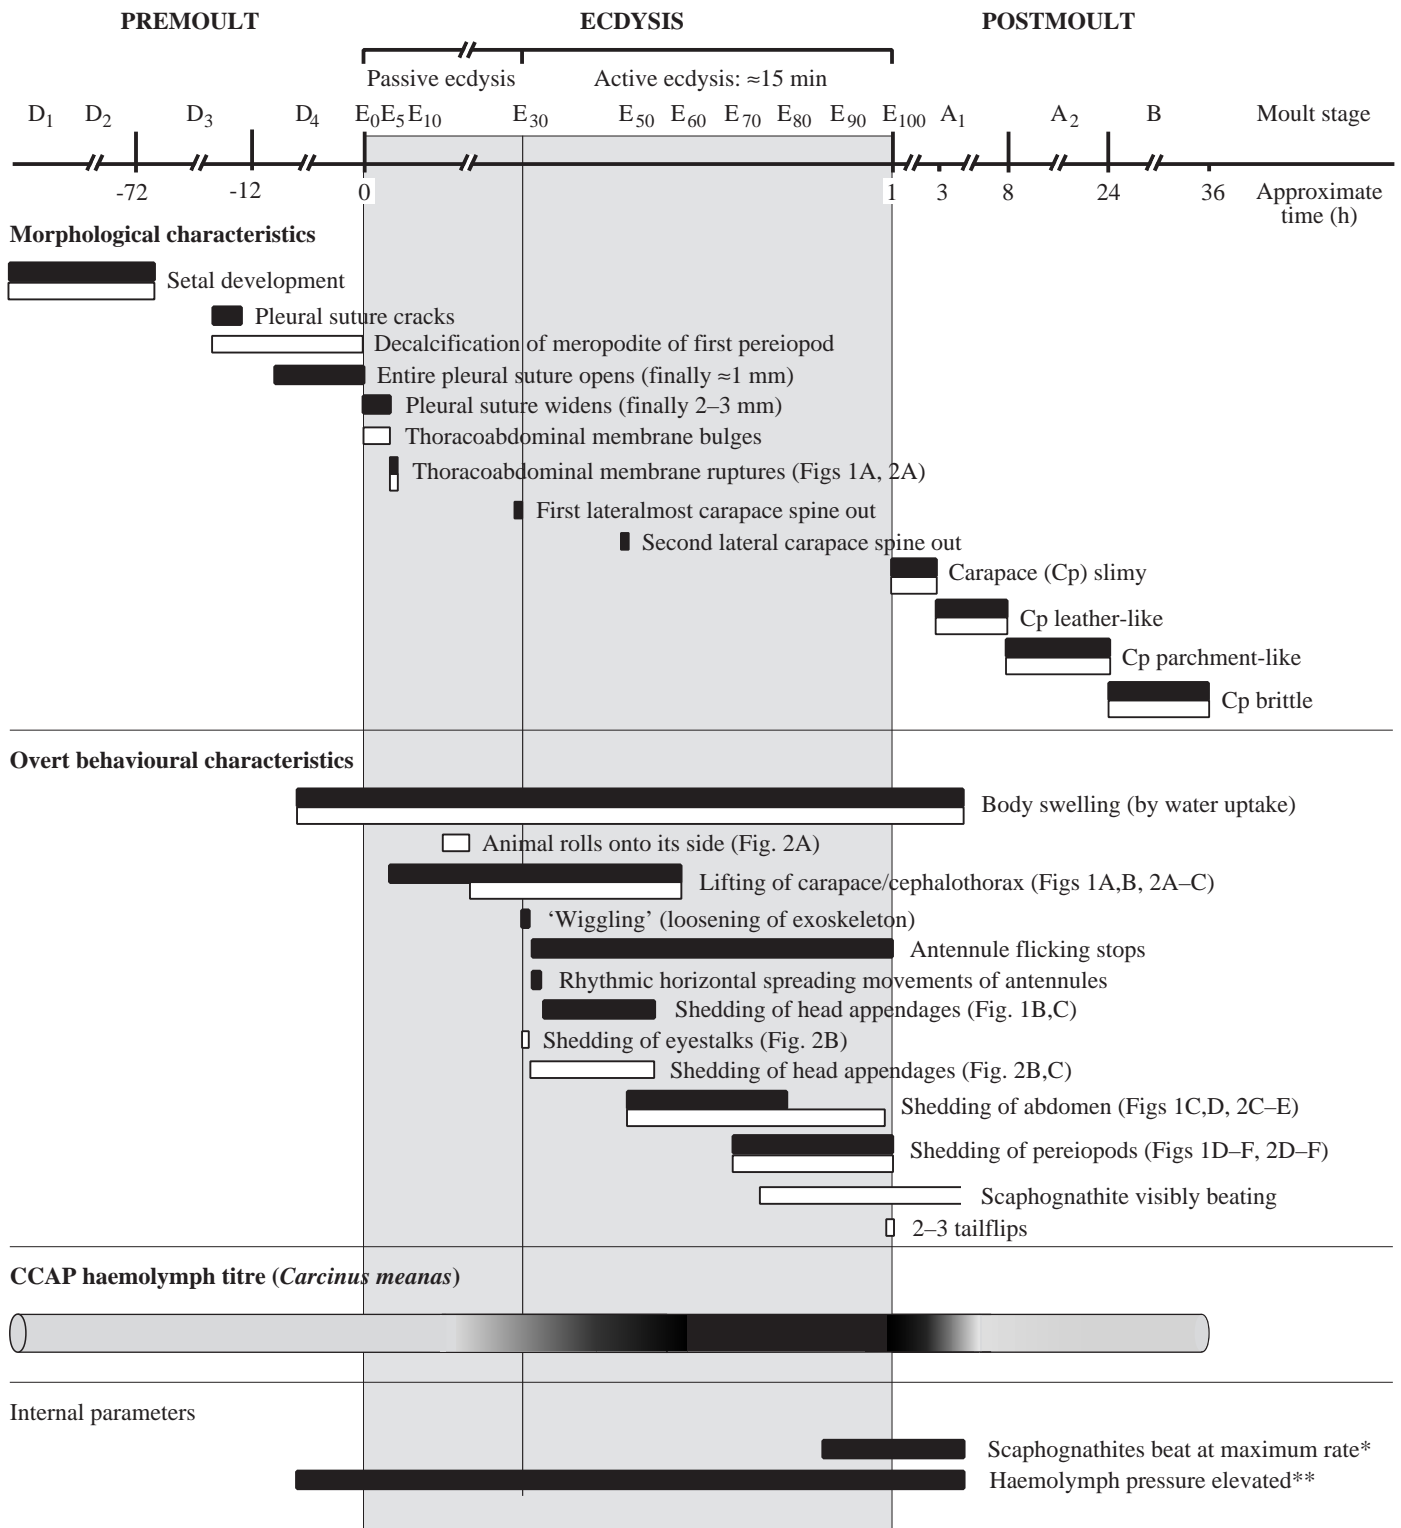 PREMOULT ECDYSIS POSTMOULT
Passive ecdysis Active ecdysis: ≈15 min
D1 D2 D3 D4 E0 E5 E10 E30 E50 E60 E70 E80 E90 E100 A1 A2 B Moult stage
-72 -12 0 1 3 8 24 36 Approximate
time (h)
Morphological characteristics
Setal development
Pleural suture cracks
Decalcification of meropodite of first pereiopod
Entire pleural suture opens (finally ≈1 mm)
Pleural suture widens (finally 2–3 mm)
Thoracoabdominal membrane bulges
Thoracoabdominal membrane ruptures (Figs 1A, 2A)
First lateralmost carapace spine out
Second lateral carapace spine out
Carapace (Cp) slimy
Cp leather-like
Cp parchment-like
Cp brittle
Overt behavioural characteristics
Body swelling (by water uptake)
Animal rolls onto its side (Fig. 2A)
Lifting of carapace/cephalothorax (Figs 1A,B, 2A–C)
‘Wiggling’ (loosening of exoskeleton)
Antennule flicking stops
Rhythmic horizontal spreading movements of antennules
Shedding of head appendages (Fig. 1B,C)
Shedding of eyestalks (Fig. 2B)
Shedding of head appendages (Fig. 2B,C)
Shedding of abdomen (Figs 1C,D, 2C–E)
Shedding of pereiopods (Figs 1D–F, 2D–F)
Scaphognathite visibly beating
2–3 tailflips
CCAP haemolymph titre (Carcinus meanas)
Internal parameters
Scaphognathites beat at maximum rate*
Haemolymph pressure elevated**